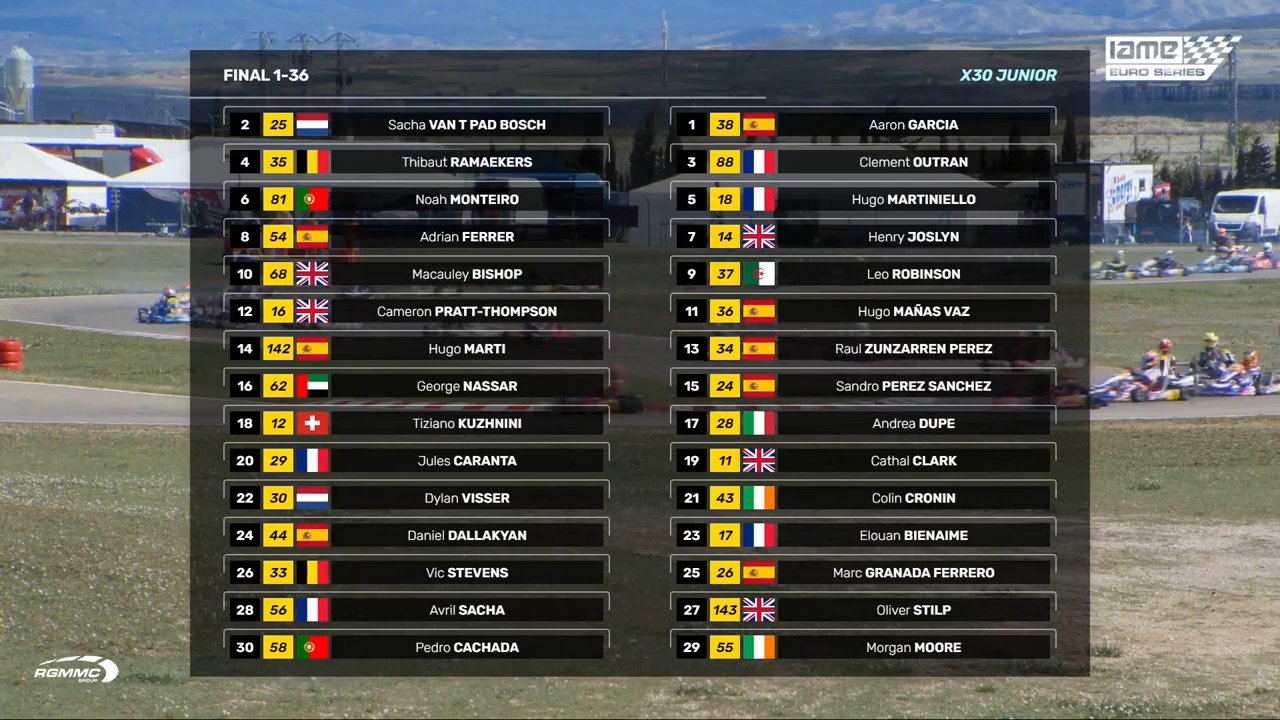 FINAL 1-36
X30 JUNIOR
iame
EURO SERIES
2 25 Sacha VAN T PAD BOSCH
1 38 Aaron GARCIA
4 35 Thibaut RAMAEKERS
3 88 Clement OUTRAN
6 81 Noah MONTEIRO
5 18 Hugo MARTINIELLO
8 54 Adrian FERRER
7 14 Henry JOSLYN
10 68 Macauley BISHOP
9 37 Leo ROBINSON
12 16 Cameron PRATT-THOMPSON
11 36 Hugo MAÑAS VAZ
14 142 Hugo MARTI
13 34 Raul ZUNZARREN PEREZ
16 62 George NASSAR
15 24 Sandro PEREZ SANCHEZ
18 12 Tiziano KUZHNINI
17 28 Andrea DUPE
20 29 Jules CARANTA
19 11 Cathal CLARK
22 30 Dylan VISSER
21 43 Colin CRONIN
24 44 Daniel DALLAKYAN
23 17 Elouan BIENAIME
26 33 Vic STEVENS
25 26 Marc GRANADA FERRERO
28 56 Avril SACHA
27 143 Oliver STILP
30 58 Pedro CACHADA
29 55 Morgan MOORE
RGMMC
GROUP